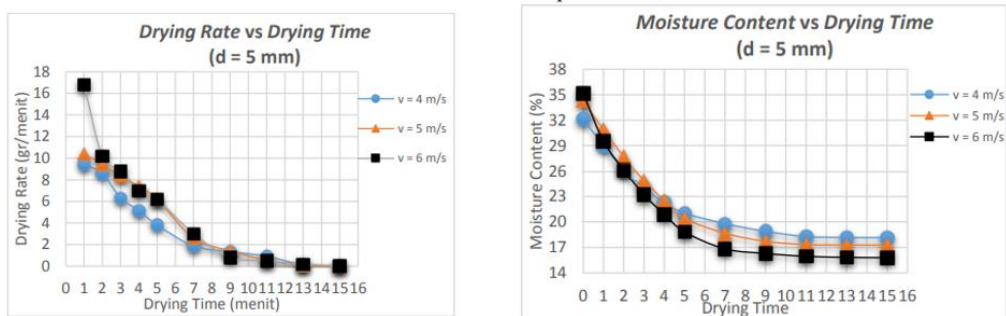 Drying Rate vs Drying Time
(d = 5 mm)
Drying Rate (gr/menit)
18
16
14
12
10
8
6
4
2
0
0 1 2 3 4 5 6 7 8 9 10 11 12 13 14 15 16
Drying Time (menit)
v = 4 m/s
v = 5 m/s
v = 6 m/s
Moisture Content vs Drying Time
(d = 5 mm)
Moisture Content (%)
38
35
32
29
26
23
20
17
14
0 1 2 3 4 5 6 7 8 9 10 11 12 13 14 15 16
Drying Time
v = 4 m/s
v = 5 m/s
v = 6 m/s